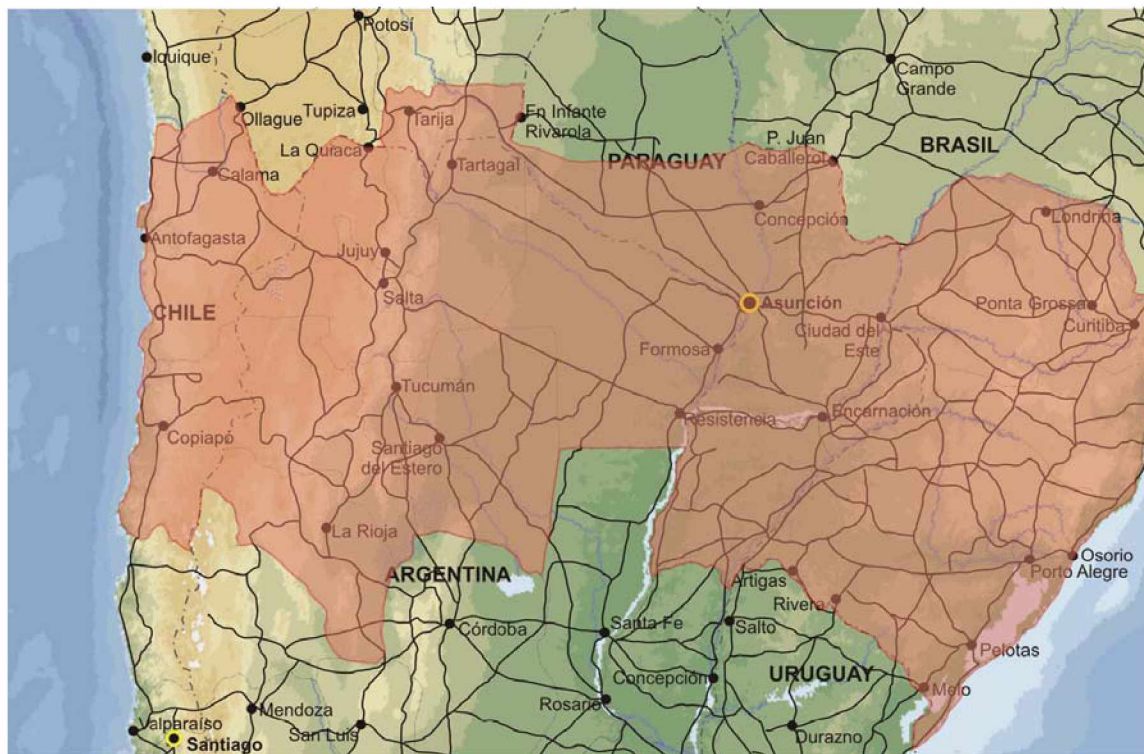 Potosí
Iquique
Campo
Grande
Ollague
Tupiza
Tarija
En Infante
Rivarola
P. Juan
Caballerot
BRASIL
La Quiaca
PARAGUAY
Tartagal
Calama
Concepción
Londrina
Antofagasta
Jujuy
Salta
Asunción
Ponta Grossa
CHILE
Ciudad del
Este
Curitiba
Formosa
Tucumán
Resistencia
Encarnación
Copiapó
Santiago
del Estero
La Rioja
Osorio
Porto Alegre
ARGENTINA
Artigas
Rivera
Córdoba
Santa Fe
Salto
Pelotas
Concepción
URUGUAY
Melo
Rosario
Mendoza
Valparaíso
San Luis
Durazno
Santiago